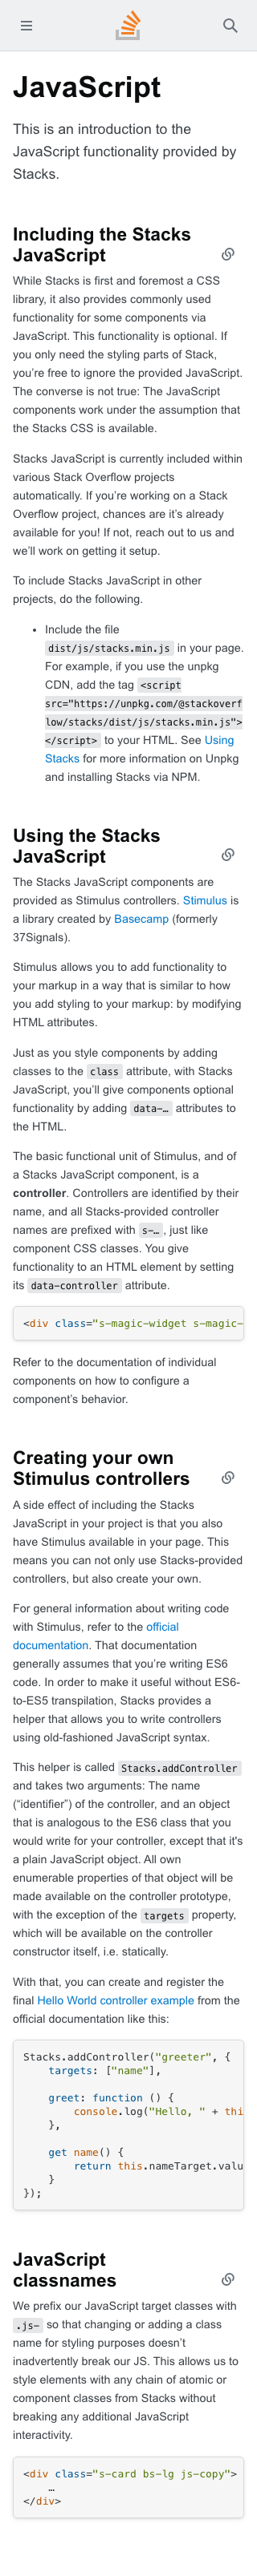 JavaScript
This is an introduction to the
JavaScript functionality provided by
Stacks.
Including the Stacks
JavaScript
While Stacks is first and foremost a CSS
library, it also provides commonly used
functionality for some components via
JavaScript. This functionality is optional. If
you only need the styling parts of Stack,
you’re free to ignore the provided JavaScript.
The converse is not true: The JavaScript
components work under the assumption that
the Stacks CSS is available.
Stacks JavaScript is currently included within
various Stack Overflow projects
automatically. If you’re working on a Stack
Overflow project, chances are it’s already
available for you! If not, reach out to us and
we’ll work on getting it setup.
To include Stacks JavaScript in other
projects, do the following.
• Include the file
dist/js/stacks.min.js in your page.
For example, if you use the unpkg
CDN, add the tag <script
src="https://unpkg.com/@stackoverf
low/stacks/dist/js/stacks.min.js">
</script> to your HTML. See Using
Stacks for more information on Unpkg
and installing Stacks via NPM.
Using the Stacks
JavaScript
The Stacks JavaScript components are
provided as Stimulus controllers. Stimulus is
a library created by Basecamp (formerly
37Signals).
Stimulus allows you to add functionality to
your markup in a way that is similar to how
you add styling to your markup: by modifying
HTML attributes.
Just as you style components by adding
classes to the class attribute, with Stacks
JavaScript, you’ll give components optional
functionality by adding data-… attributes to
the HTML.
The basic functional unit of Stimulus, and of
a Stacks JavaScript component, is a
controller. Controllers are identified by their
name, and all Stacks-provided controller
names are prefixed with s-…, just like
component CSS classes. You give
functionality to an HTML element by setting
its data-controller attribute.
<div class="s-magic-widget s-magic-
Refer to the documentation of individual
components on how to configure a
component’s behavior.
Creating your own
Stimulus controllers
A side effect of including the Stacks
JavaScript in your project is that you also
have Stimulus available in your page. This
means you can not only use Stacks-provided
controllers, but also create your own.
For general information about writing code
with Stimulus, refer to the official
documentation. That documentation
generally assumes that you’re writing ES6
code. In order to make it useful without ES6-
to-ES5 transpilation, Stacks provides a
helper that allows you to write controllers
using old-fashioned JavaScript syntax.
This helper is called Stacks.addController
and takes two arguments: The name
(“identifier”) of the controller, and an object
that is analogous to the ES6 class that you
would write for your controller, except that it's
a plain JavaScript object. All own
enumerable properties of that object will be
made available on the controller prototype,
with the exception of the targets property,
which will be available on the controller
constructor itself, i.e. statically.
With that, you can create and register the
final Hello World controller example from the
official documentation like this:
Stacks.addController("greeter", {
targets: ["name"],
greet: function () {
console.log("Hello, " + thi
},
get name() {
return this.nameTarget.valu
}
});
JavaScript
classnames
We prefix our JavaScript target classes with
.js- so that changing or adding a class
name for styling purposes doesn’t
inadvertently break our JS. This allows us to
style elements with any chain of atomic or
component classes from Stacks without
breaking any additional JavaScript
interactivity.
<div class="s-card bs-lg js-copy">
…
</div>